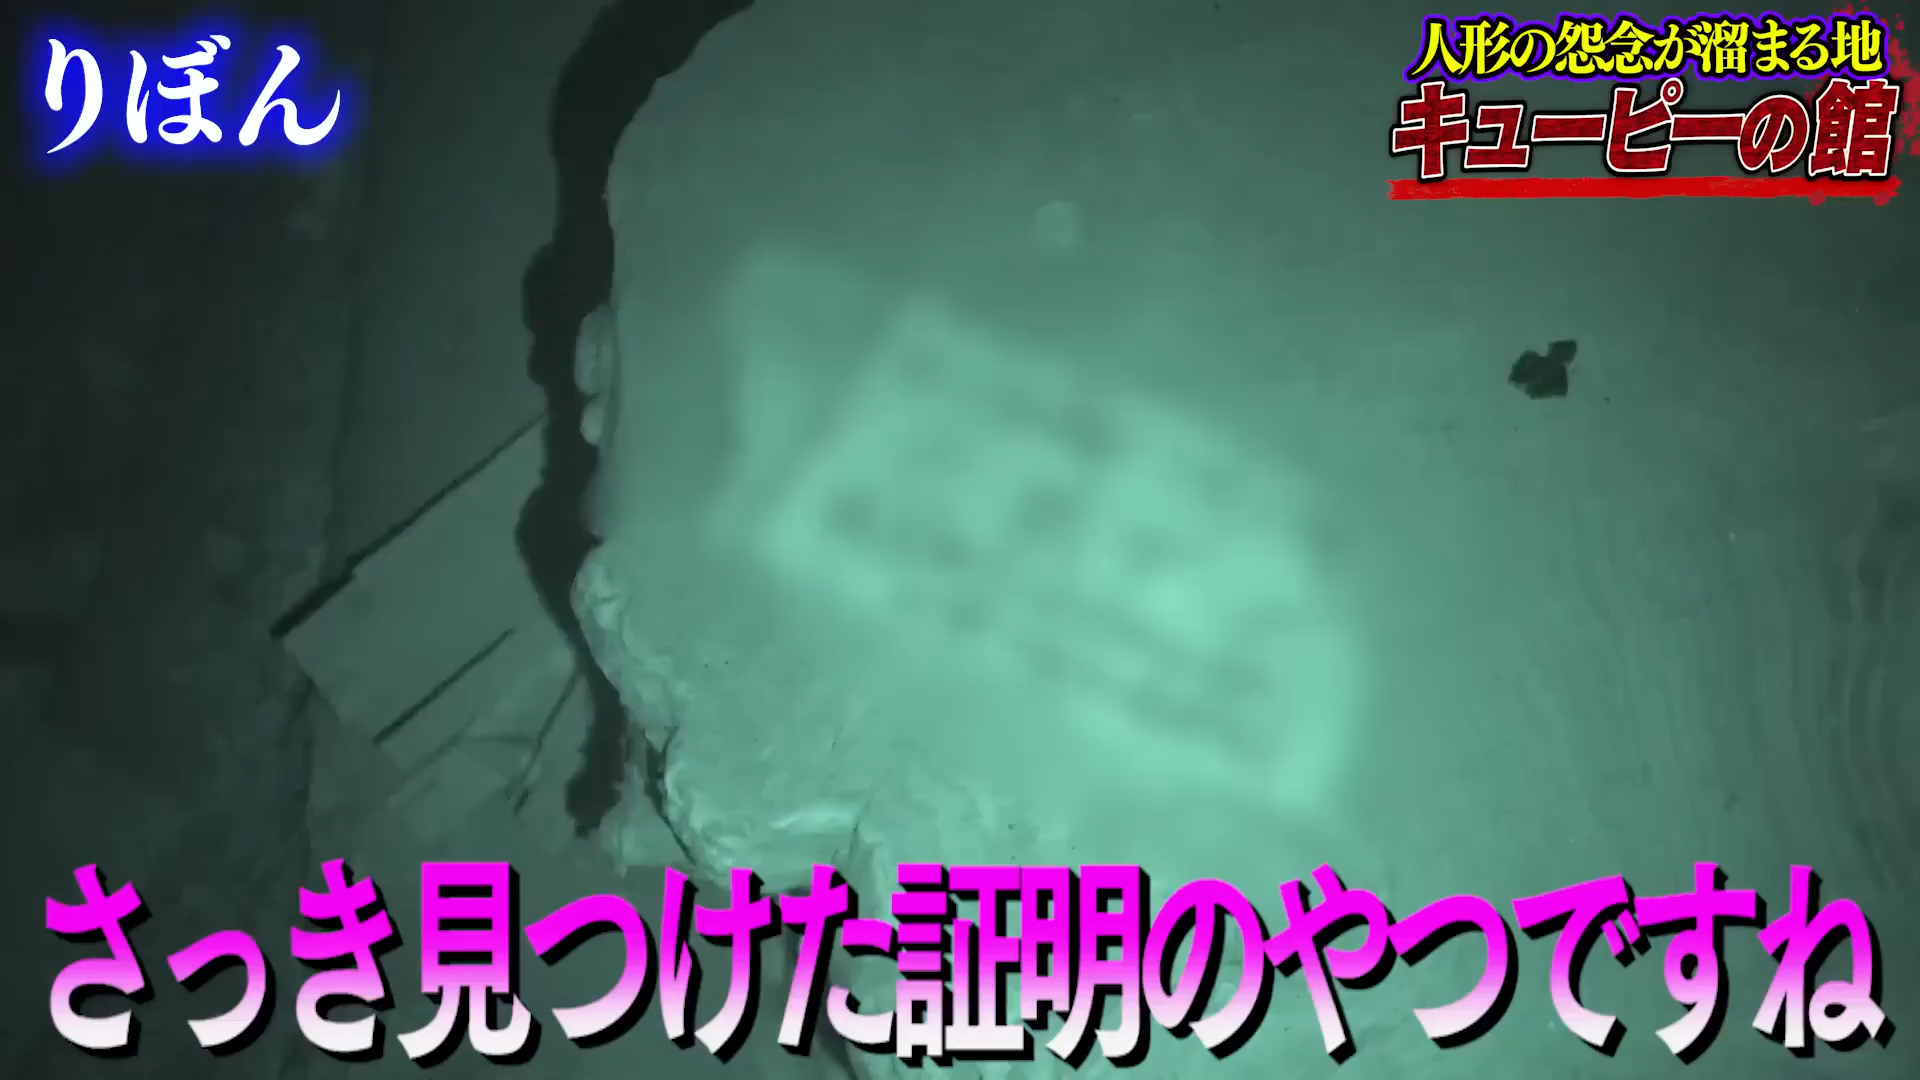 りぼん
人形の怨念が溜まる地
キューピーの館
さっき見つけた証明のやつですね